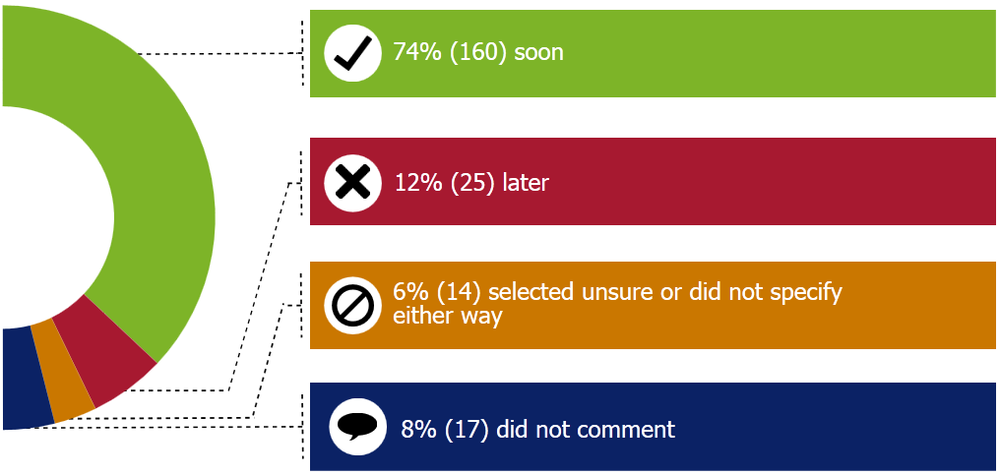 74% (160) soon
12% (25) later
6% (14) selected unsure or did not specify
either way
8% (17) did not comment